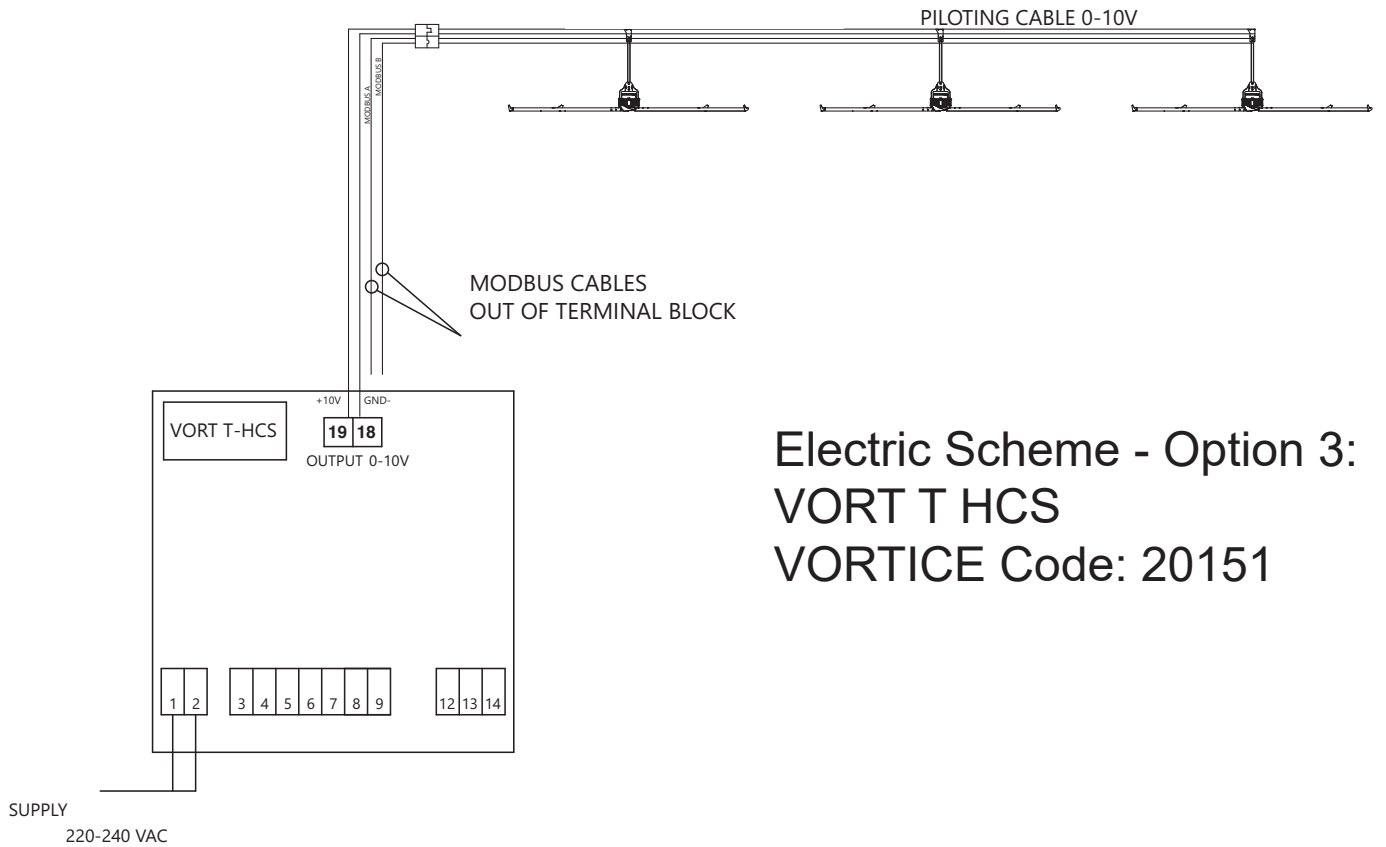 PILOTING CABLE 0-10V
MODBUS A
MODBUS B
MODBUS CABLES
OUT OF TERMINAL BLOCK
+10V GND-
VORT T-HCS
19 18
OUTPUT 0-10V
Electric Scheme - Option 3:
VORT T HCS
VORTICE Code: 20151
1 2 3 4 5 6 7 8 9 12 13 14
SUPPLY
220-240 VAC